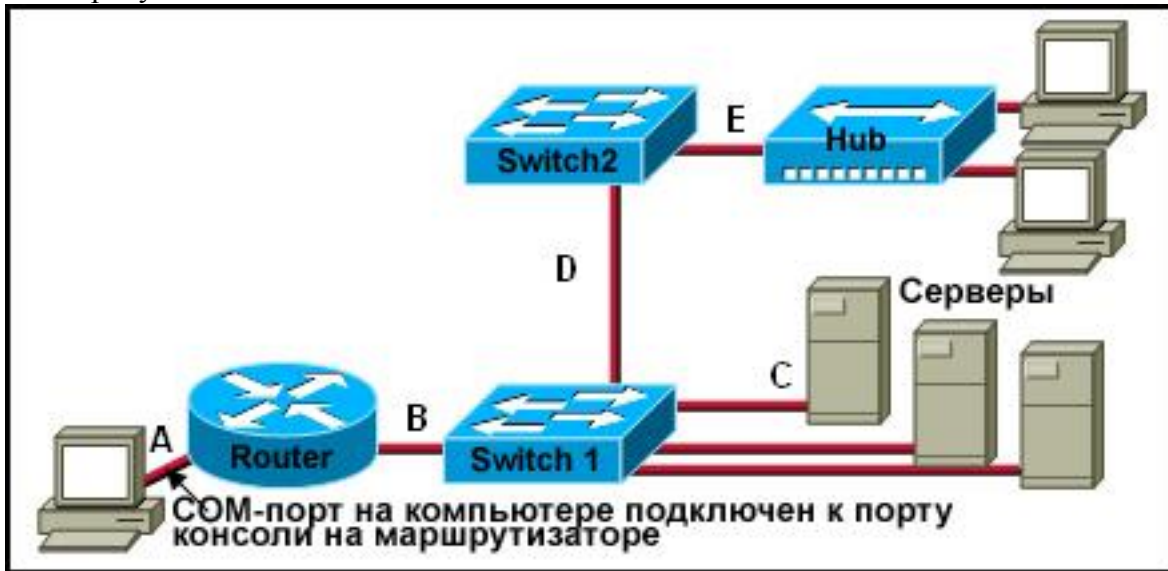 E
Hub
Switch2
D
Серверы
C
A
B
Router
Switch 1
COM-порт на компьютере подключен к порту
консоли на маршрутизаторе